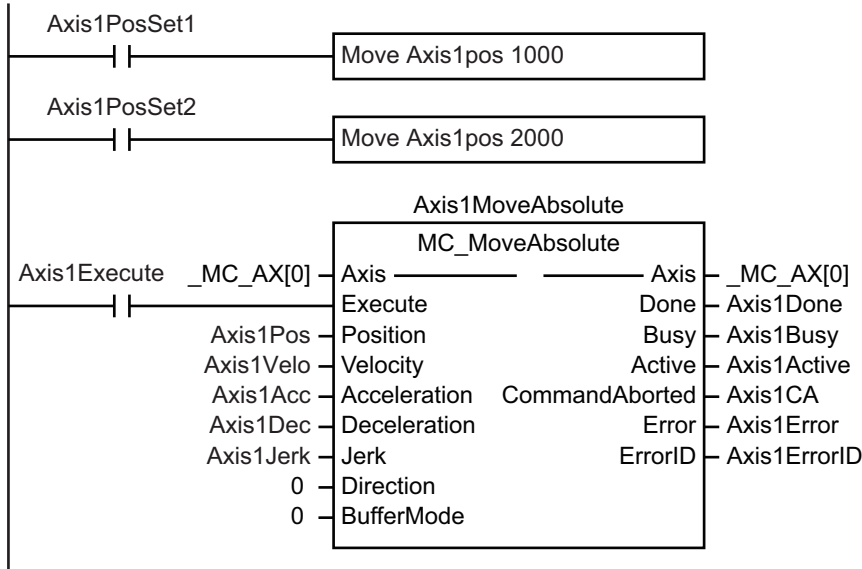 Axis1PosSet1
Move Axis1pos 1000
Axis1PosSet2
Move Axis1pos 2000
Axis1MoveAbsolute
MC_MoveAbsolute
Axis1Execute _MC_AX[0] Axis Axis _MC_AX[0]
Execute Done Axis1Done
Axis1Pos Position Busy Axis1Busy
Axis1Velo Velocity Active Axis1Active
Axis1Acc Acceleration CommandAborted Axis1CA
Axis1Dec Deceleration Error Axis1Error
Axis1Jerk Jerk ErrorID Axis1ErrorID
0 Direction
0 BufferMode